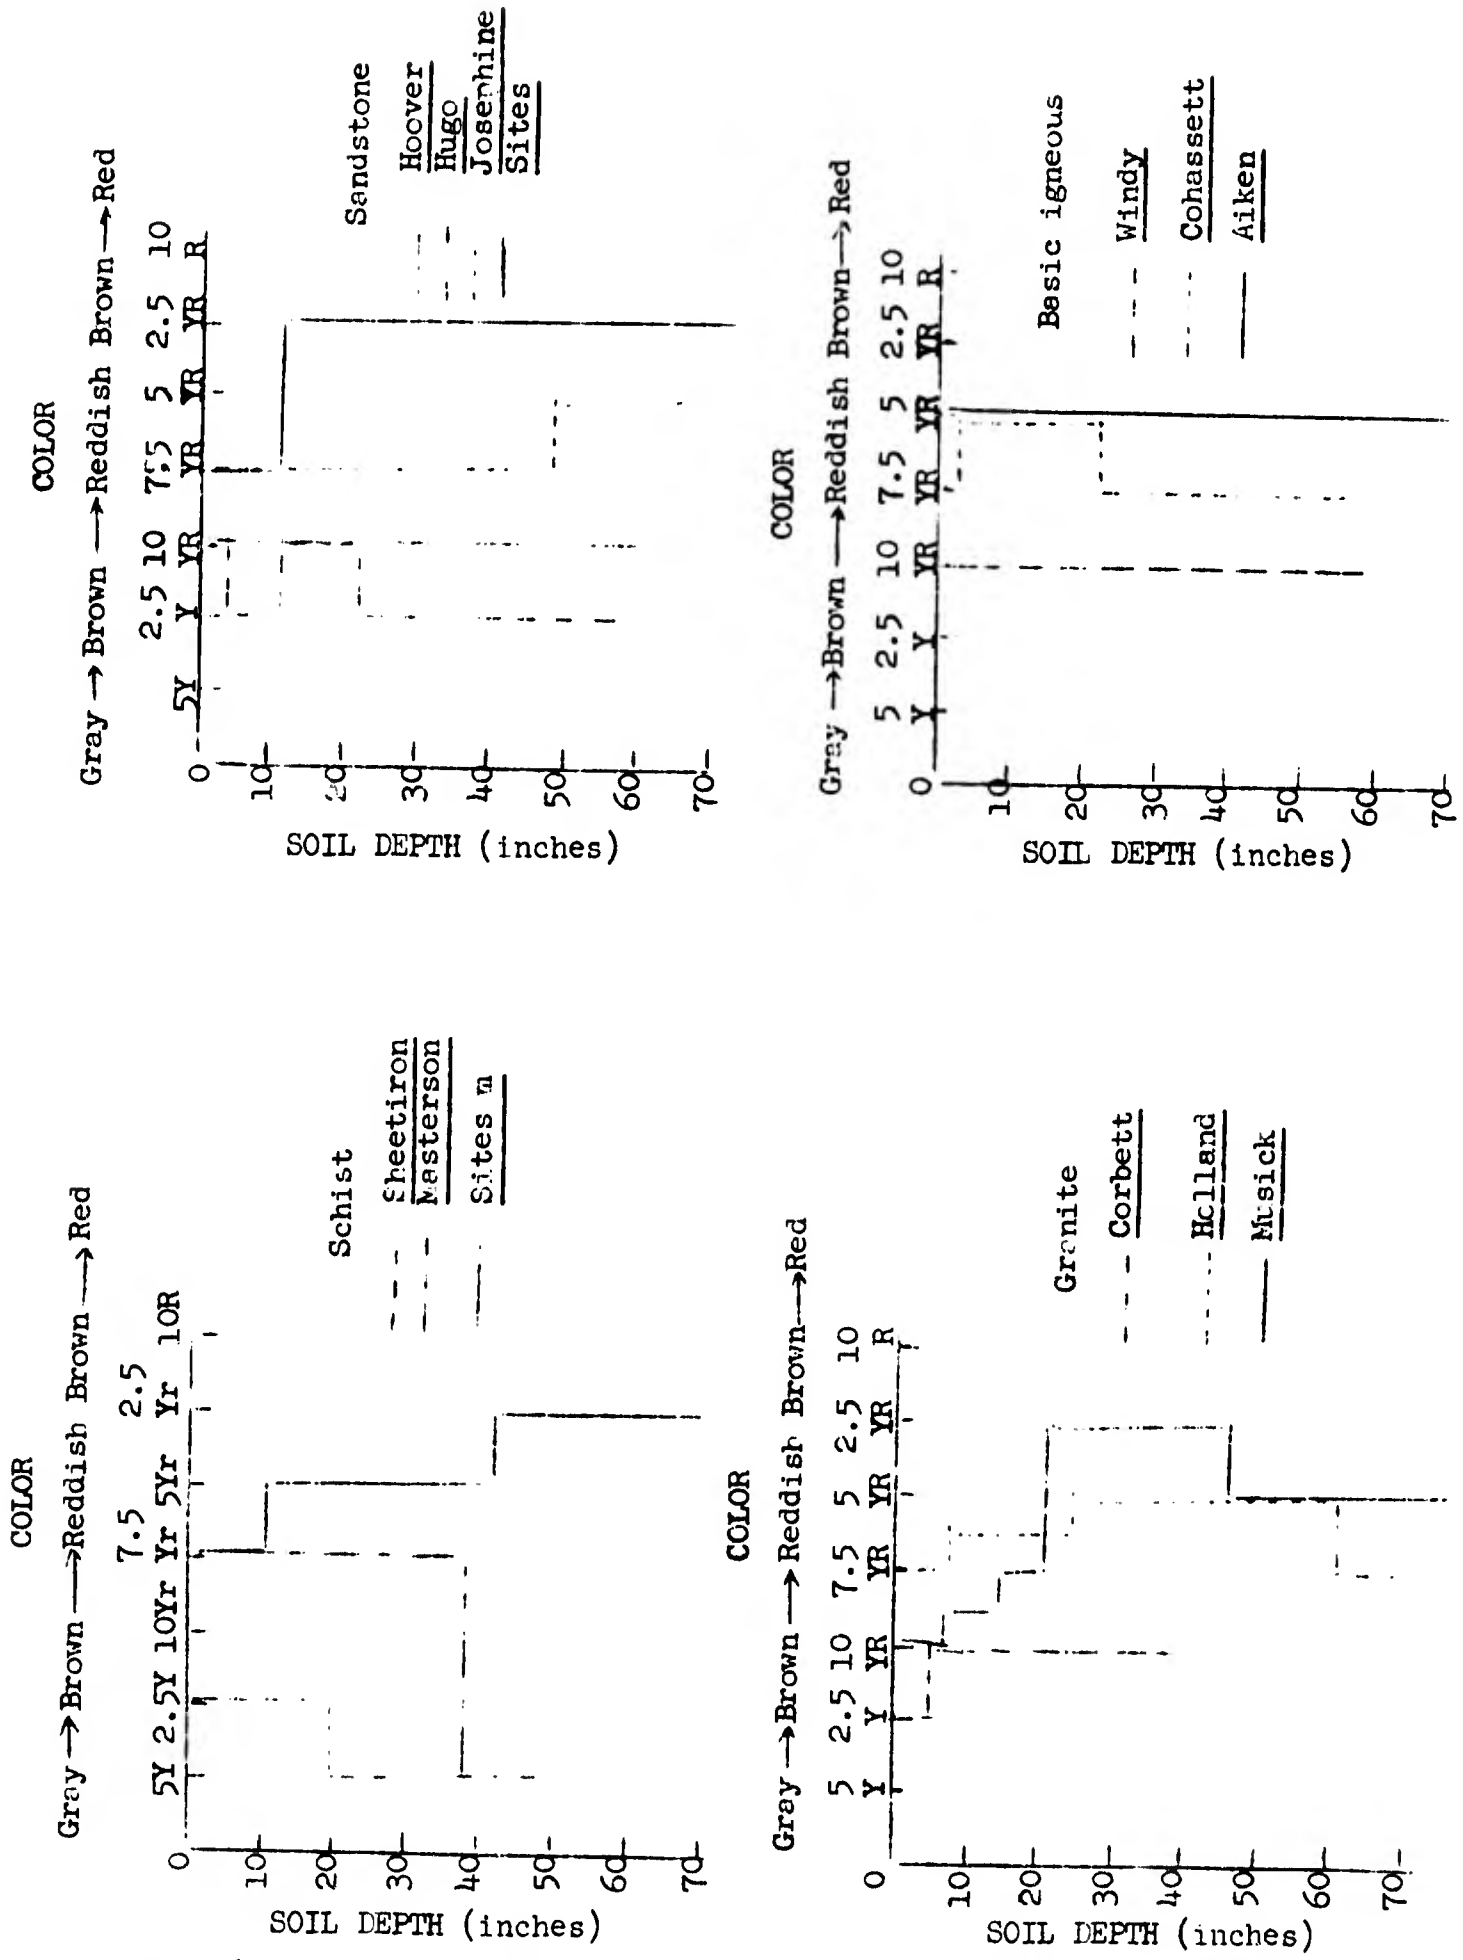 COLOR
Gray → Brown → Reddish Brown → Red
5Y 2.5Y 10Yr 7.5 Yr 5Yr 2.5 Yr 10R
0
10
20
30
40
50
60
70
SOIL DEPTH (inches)
Schist
Sheetiron
Masterson
Sites m
COLOR
Gray → Brown → Reddish Brown → Red
5Y 2.5 Y 10 YR 7.5 YR 5 YR 2.5 YR 10 R
0
10
20
30
40
50
60
70
SOIL DEPTH (inches)
Sandstone
Hoover
Hugo
Josephine
Sites
COLOR
Gray → Brown → Reddish Brown → Red
5 Y 2.5 Y 10 YR 7.5 YR 5 YR 2.5 YR 10 R
0
10
20
30
40
50
60
70
SOIL DEPTH (inches)
Granite
Corbett
Holland
Musick
COLOR
Gray → Brown → Reddish Brown → Red
5 Y 2.5 Y 10 YR 7.5 YR 5 YR 2.5 YR 10 R
0
10
20
30
40
50
60
70
SOIL DEPTH (inches)
Basic igneous
Windy
Cohassett
Aiken